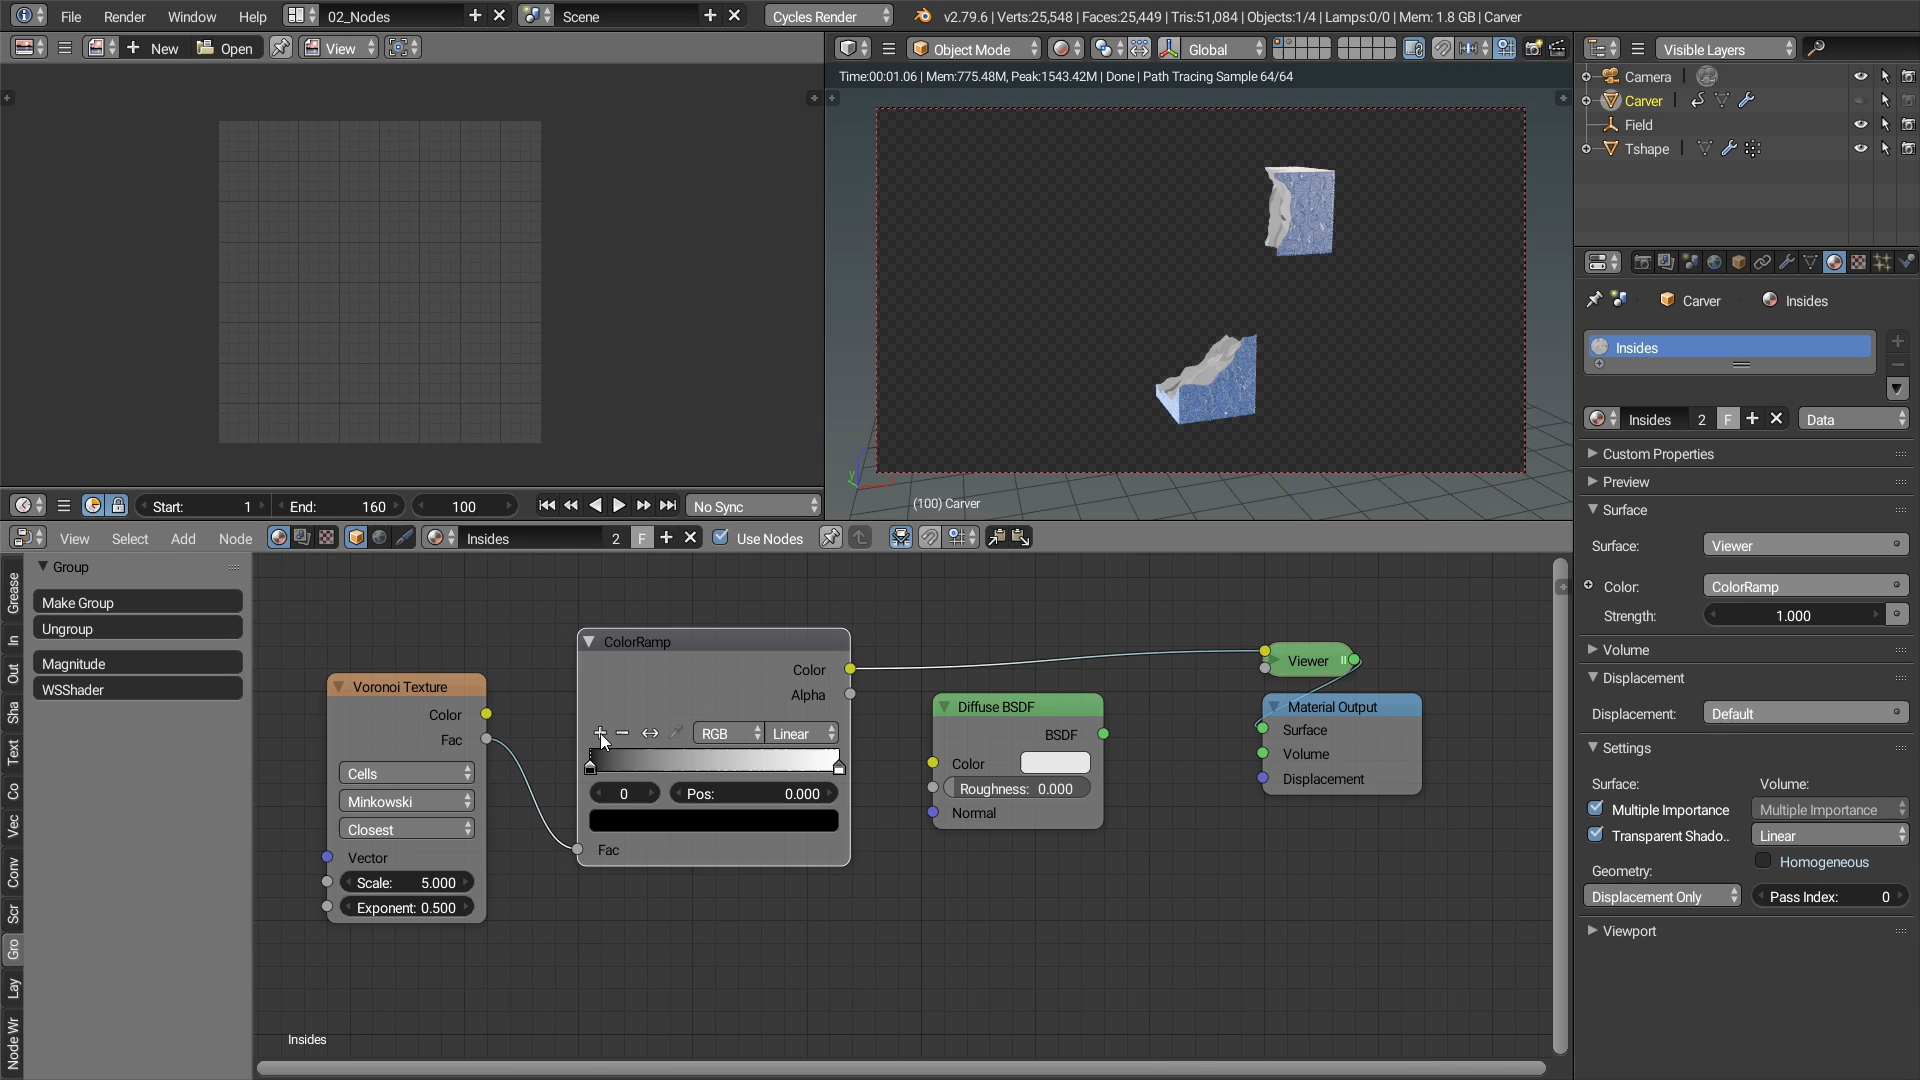 File Render Window Help 02_Nodes Scene Cycles Render v2.79.6 | Verts:25,548 | Faces:25,449 | Tris:51,084 | Objects:1/4 | Lamps:0/0 | Mem: 1.8 GB | Carver
New Open View Object Mode Global Visible Layers
Time:00:01.06 | Mem:775.48M, Peak:1543.42M | Done | Path Tracing Sample 64/64
Camera
Carver
Field
Tshape
Carver Insides
Insides
Insides 2 F Data
Custom Properties
Preview
Surface
Surface: Viewer
Color: ColorRamp
Strength: 1.000
Volume
Displacement
Displacement: Default
Settings
Surface: Volume:
Multiple Importance Multiple Importance
Transparent Shado.. Linear
Homogeneous
Geometry:
Displacement Only Pass Index: 0
Viewport
y
(100) Carver
Start: 1 End: 160 100 No Sync
View Select Add Node Insides 2 F Use Nodes
Grease
In
Out
Sha
Text
Co
Vec
Conv
Scr
Gro
Lay
Node Wr
Group
Make Group
Ungroup
Magnitude
WSShader
Voronoi Texture
Color
Fac
Cells
Minkowski
Closest
Vector
Scale: 5.000
Exponent: 0.500
ColorRamp
Color
Alpha
RGB Linear
0 Pos: 0.000
Fac
Diffuse BSDF
BSDF
Color
Roughness: 0.000
Normal
Viewer
Material Output
Surface
Volume
Displacement
Insides